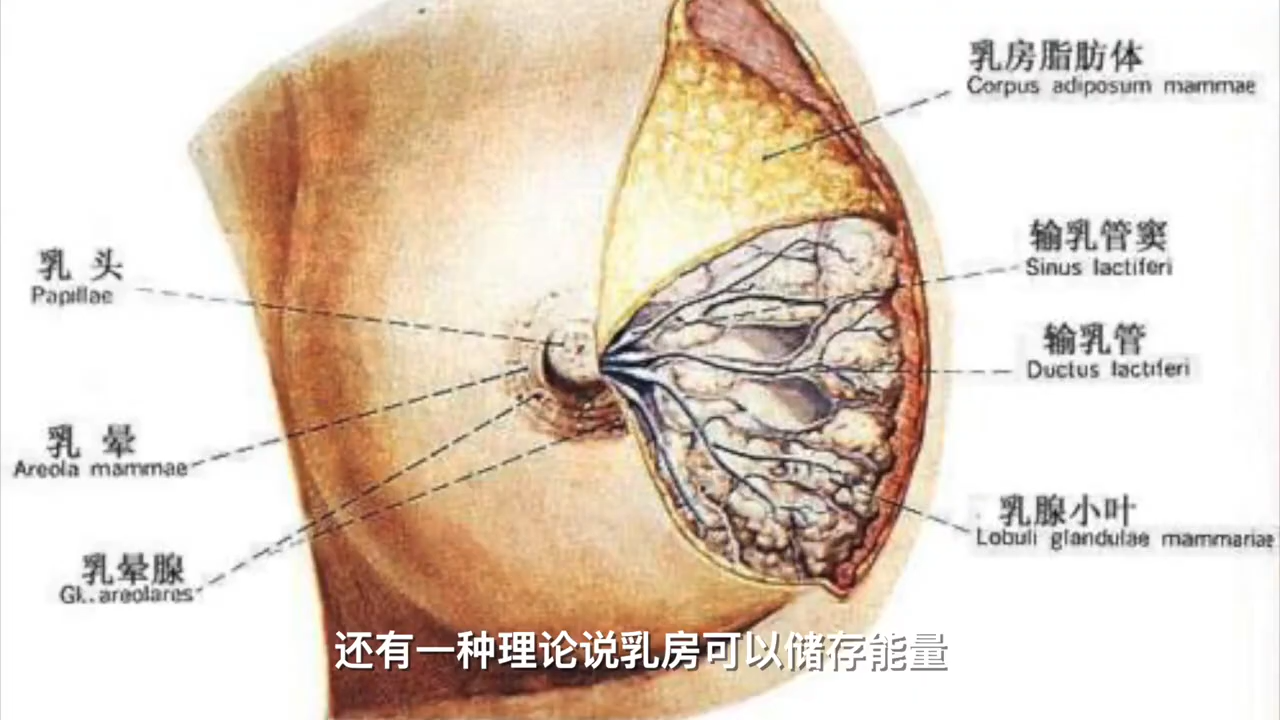 乳房脂肪体
Corpus adiposum mammae
输乳管窦
Sinus lactiferi
乳头
Papillae
输乳管
Ductus lactiferi
乳晕
Areola mammae
乳腺小叶
Lobuli glandulae mammariae
乳晕腺
Gl..areolares
还有一种理论说乳房可以储存能量